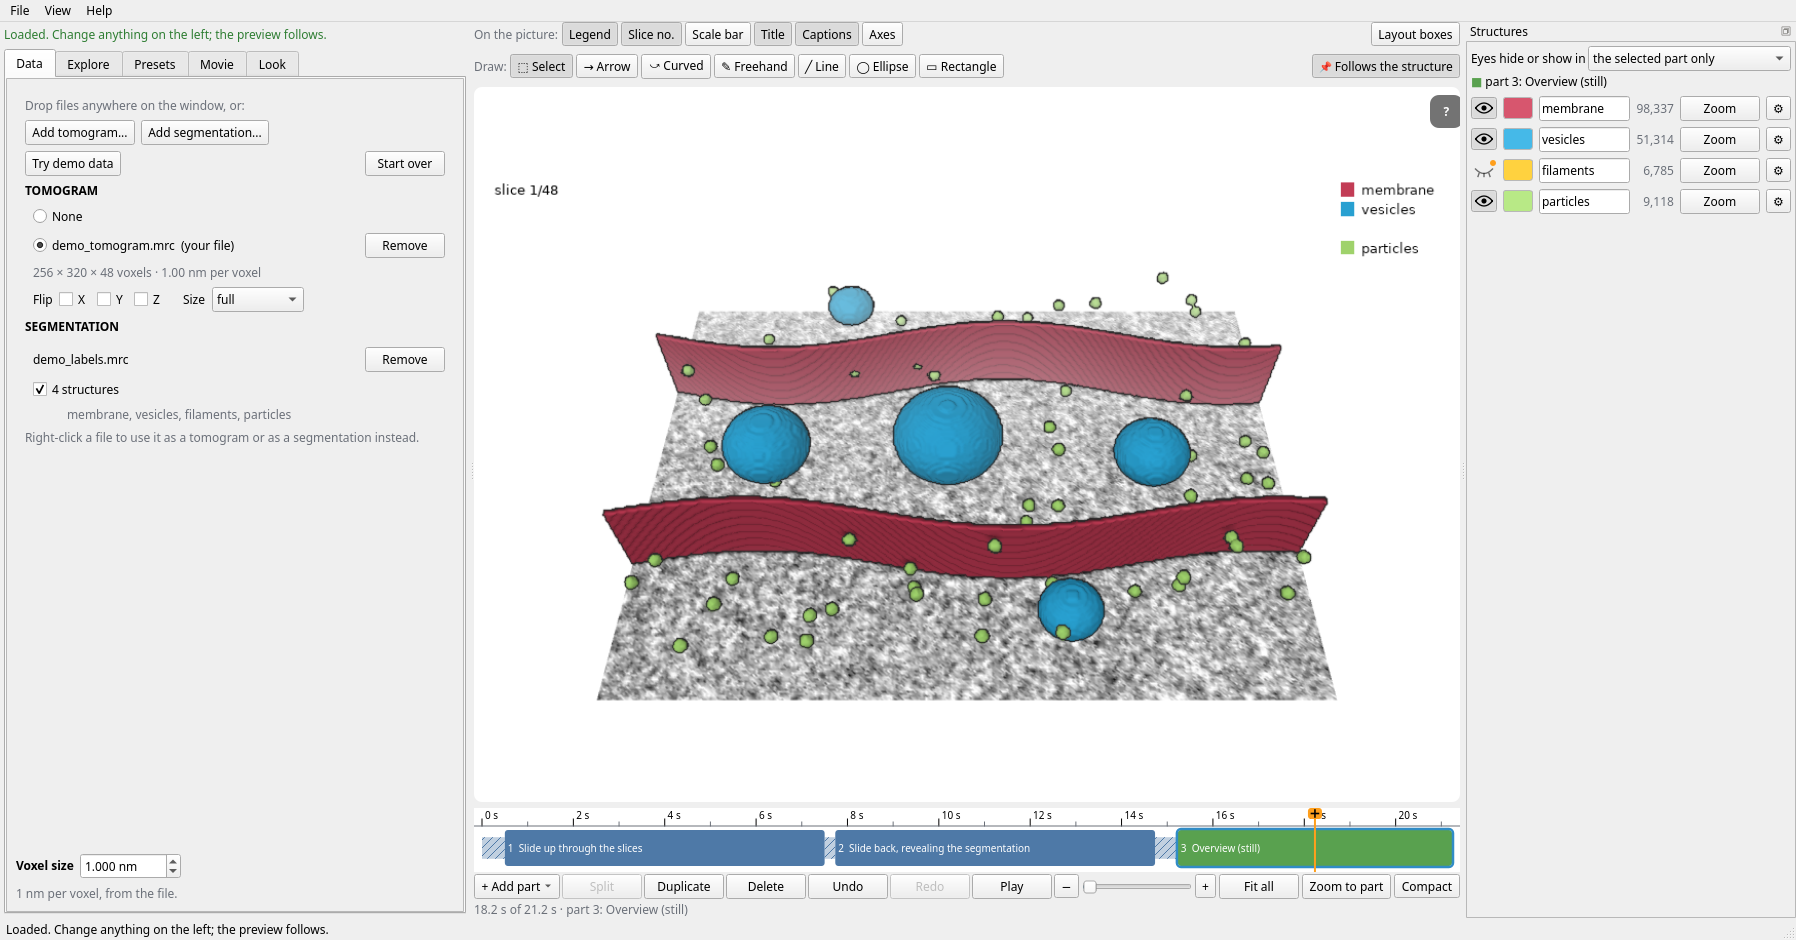 File View Help
Loaded. Change anything on the left; the preview follows.
Data Explore Presets Movie Look
Drop files anywhere on the window, or:
Add tomogram... Add segmentation...
Try demo data Start over
TOMOGRAM
None
demo_tomogram.mrc (your file) Remove
256 × 320 × 48 voxels · 1.00 nm per voxel
Flip X Y Z Size full
SEGMENTATION
demo_labels.mrc Remove
4 structures
membrane, vesicles, filaments, particles
Right-click a file to use it as a tomogram or as a segmentation instead.
Voxel size 1.000 nm
1 nm per voxel, from the file.
On the picture: Legend Slice no. Scale bar Title Captions Axes Layout boxes
Draw: Select Arrow Curved Freehand Line Ellipse Rectangle Follows the structure
?
slice 1/48
membrane
vesicles
particles
0 s 2 s 4 s 6 s 8 s 10 s 12 s 14 s 16 s s 20 s
1 Slide up through the slices
2 Slide back, revealing the segmentation
3 Overview (still)
+ Add part Split Duplicate Delete Undo Redo Play – + Fit all Zoom to part Compact
18.2 s of 21.2 s · part 3: Overview (still)
Structures
Eyes hide or show in the selected part only
part 3: Overview (still)
membrane 98,337 Zoom
vesicles 51,314 Zoom
filaments 6,785 Zoom
particles 9,118 Zoom
Loaded. Change anything on the left; the preview follows.